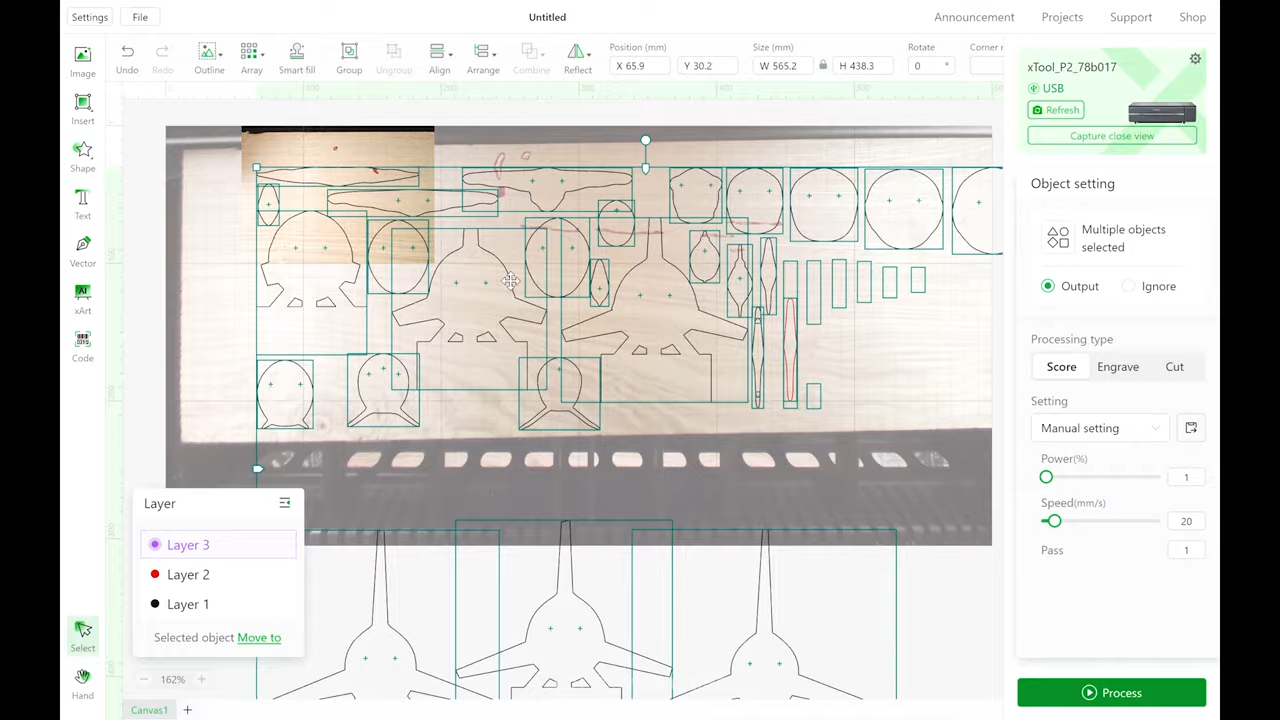 Settings
File
Untitled
Announcement
Projects
Support
Shop
Image
Insert
Shape
Text
Vector
xArt
Code
Select
Hand
Undo
Redo
Outline
Array
Smart fill
Group
Ungroup
Align
Arrange
Combine
Reflect
Position (mm)
X 65.9
Y 30.2
Size (mm)
W 565.2
H 438.3
Rotate
0 °
Corner
xTool_P2_78b017
USB
Refresh
Capture close view
Object setting
Multiple objects
selected
Output
Ignore
Processing type
Score
Engrave
Cut
Setting
Manual setting
Power(%)
1
Speed(mm/s)
20
Pass
1
Process
Layer
Layer 3
Layer 2
Layer 1
Selected object Move to
162%
Canvas1